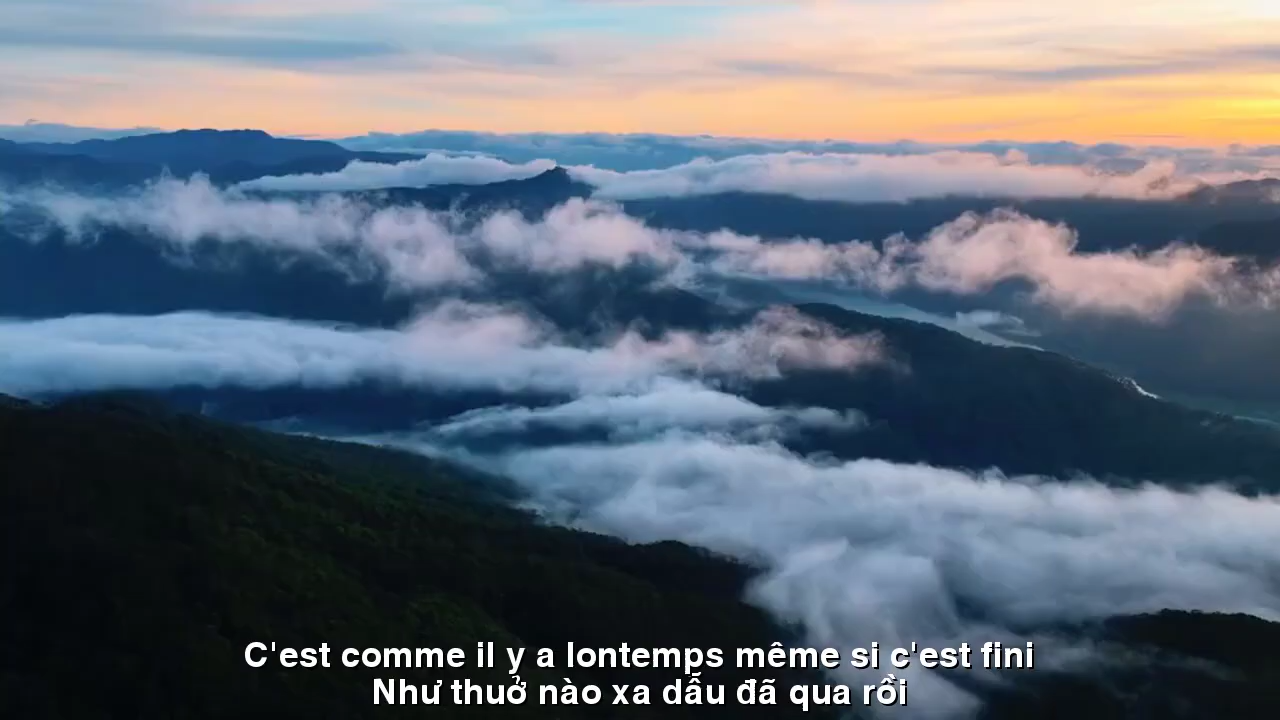 C'est comme il y a lontemps même si c'est fini
Như thuở nào xa dẫu đã qua rồi